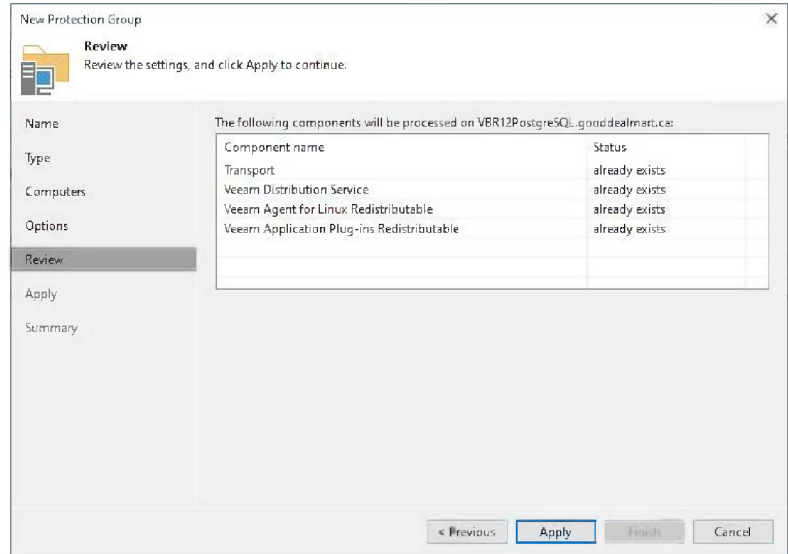 New Protection Group
Review
Review the settings, and click Apply to continue.
Name
Type
Computers
Options
Review
Apply
Summary
The following components will be processed on VBR12PostgreSQL.gooddealmart.ca:
Component name Status
Transport already exists
Veeam Distribution Service already exists
Veeam Agent for Linux Redistributable already exists
Veeam Application Plug-ins Redistributable already exists
< Previous Apply Finish Cancel